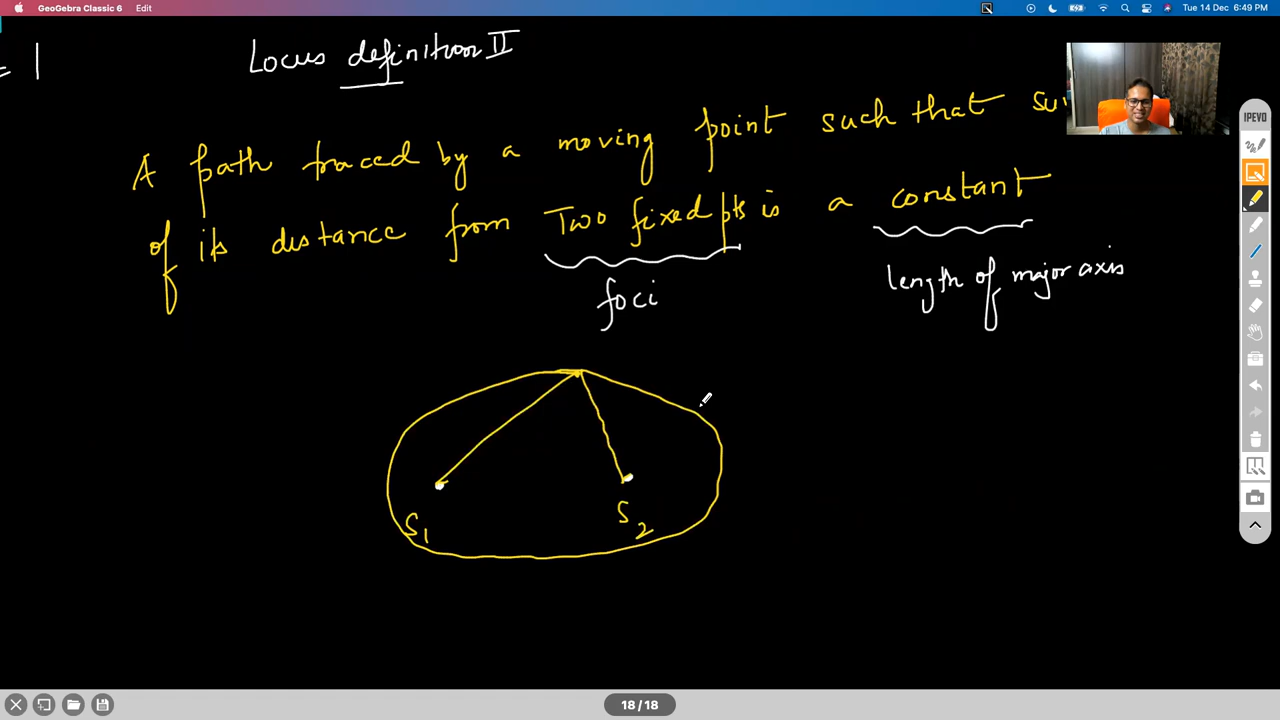 GeoGebra Classic 6 Edit Tue 14 Dec 6:49 PM
= 1
Locus definition II
IPEVO
A path traced by a moving point such that su
of its distance from Two fixed pts is a constant
foci
length of major axis
S1
S2
18 / 18